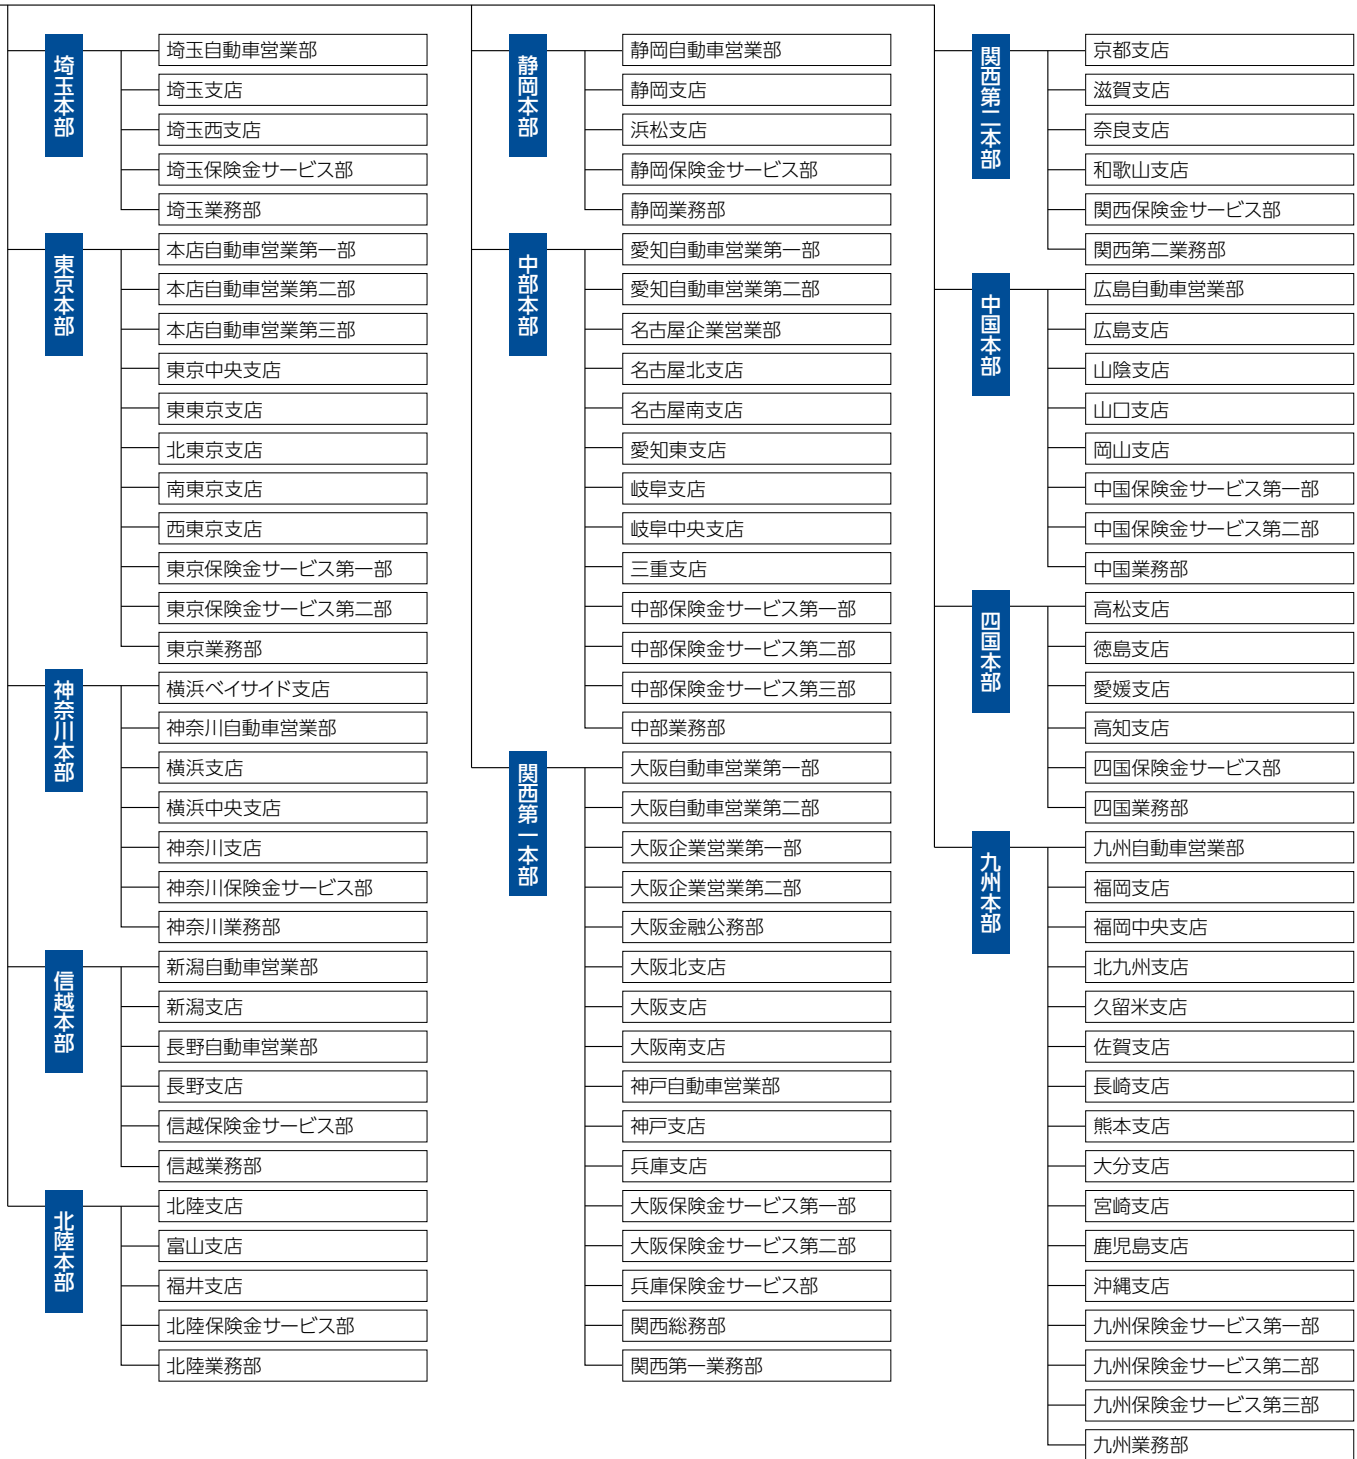 埼玉本部
埼玉自動車営業部
埼玉支店
埼玉西支店
埼玉保険金サービス部
埼玉業務部
東京本部
本店自動車営業第一部
本店自動車営業第二部
本店自動車営業第三部
東京中央支店
東東京支店
北東京支店
南東京支店
西東京支店
東京保険金サービス第一部
東京保険金サービス第二部
東京業務部
神奈川本部
横浜ベイサイド支店
神奈川自動車営業部
横浜支店
横浜中央支店
神奈川支店
神奈川保険金サービス部
神奈川業務部
信越本部
新潟自動車営業部
新潟支店
長野自動車営業部
長野支店
信越保険金サービス部
信越業務部
北陸本部
北陸支店
富山支店
福井支店
北陸保険金サービス部
北陸業務部
静岡本部
静岡自動車営業部
静岡支店
浜松支店
静岡保険金サービス部
静岡業務部
中部本部
愛知自動車営業第一部
愛知自動車営業第二部
名古屋企業営業部
名古屋北支店
名古屋南支店
愛知東支店
岐阜支店
岐阜中央支店
三重支店
中部保険金サービス第一部
中部保険金サービス第二部
中部保険金サービス第三部
中部業務部
関西第一本部
大阪自動車営業第一部
大阪自動車営業第二部
大阪企業営業第一部
大阪企業営業第二部
大阪金融公務部
大阪北支店
大阪支店
大阪南支店
神戸自動車営業部
神戸支店
兵庫支店
大阪保険金サービス第一部
大阪保険金サービス第二部
兵庫保険金サービス部
関西総務部
関西第一業務部
関西第二本部
京都支店
滋賀支店
奈良支店
和歌山支店
関西保険金サービス部
関西第二業務部
中国本部
広島自動車営業部
広島支店
山陰支店
山口支店
岡山支店
中国保険金サービス第一部
中国保険金サービス第二部
中国業務部
四国本部
高松支店
徳島支店
愛媛支店
高知支店
四国保険金サービス部
四国業務部
九州本部
九州自動車営業部
福岡支店
福岡中央支店
北九州支店
久留米支店
佐賀支店
長崎支店
熊本支店
大分支店
宮崎支店
鹿児島支店
沖縄支店
九州保険金サービス第一部
九州保険金サービス第二部
九州保険金サービス第三部
九州業務部